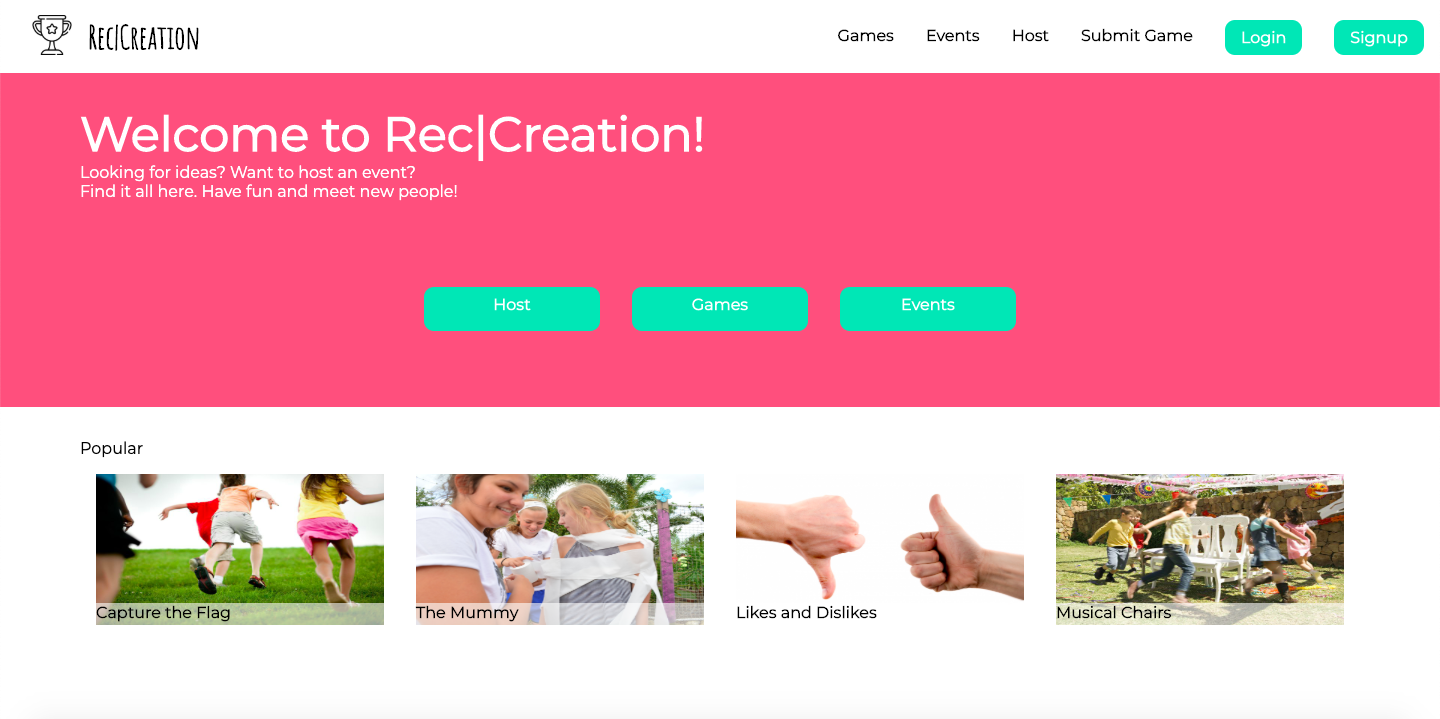 Rec|Creation
Games Events Host Submit Game Login Signup
Welcome to Rec|Creation!
Looking for ideas? Want to host an event?
Find it all here. Have fun and meet new people!
Host Games Events
Popular
Capture the Flag The Mummy Likes and Dislikes Musical Chairs